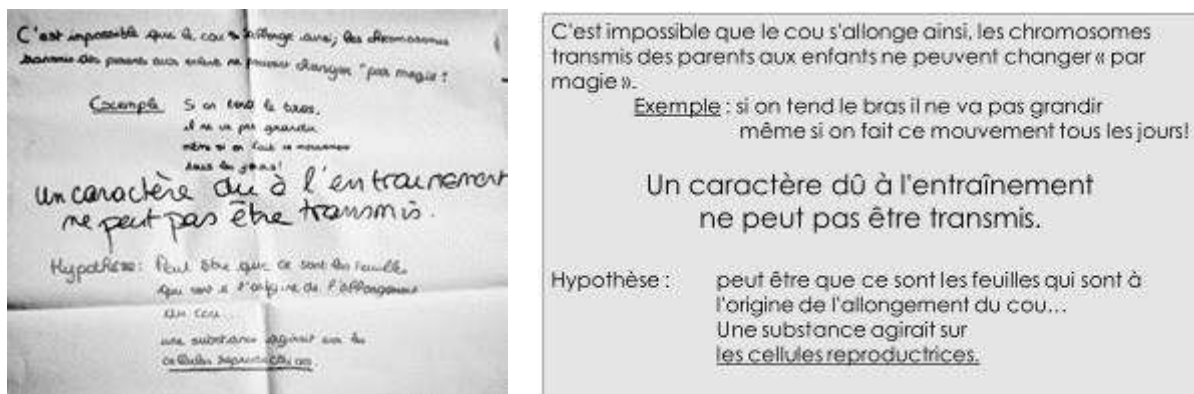 C'est impossible que le cou s'allonge ainsi, les chromosomes
transmis des parents aux enfants ne peuvent changer "par magie !
Exemple Si on tend le bras,
il ne va pas grandir
même si on fait ce mouvement
tous les jours!
un caractère du à l'entrainement
ne peut pas être transmis.
Hypothèse: Peut être que ce sont les feuilles
qui sont à l'origine de l'allongement
du cou...
une substance agirait sur les
cellules reproductrices
C'est impossible que le cou s'allonge ainsi, les chromosomes
transmis des parents aux enfants ne peuvent changer « par
magie ».
Exemple : si on tend le bras il ne va pas grandir
même si on fait ce mouvement tous les jours!
Un caractère dû à l'entraînement
ne peut pas être transmis.
Hypothèse : peut être que ce sont les feuilles qui sont à
l'origine de l'allongement du cou...
Une substance agirait sur
les cellules reproductrices.